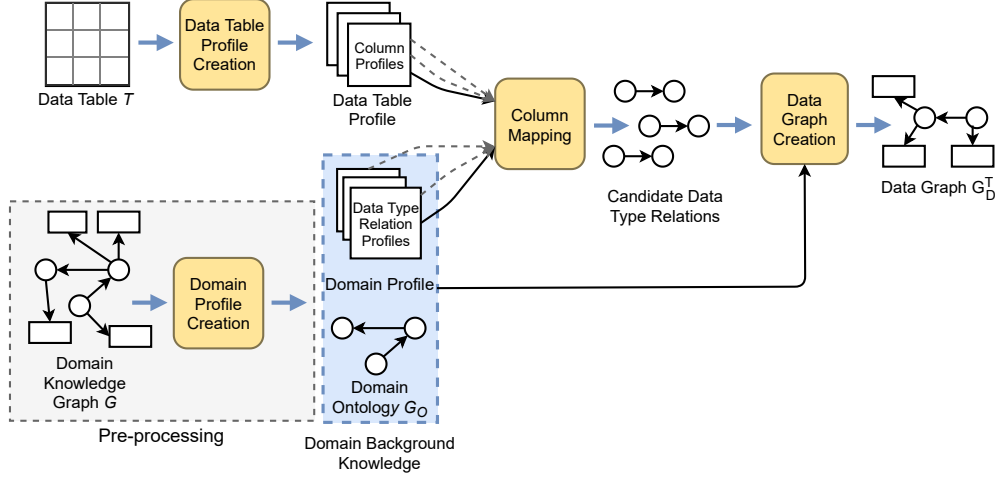 Data Table T
Data Table
Profile
Creation
Column
Profiles
Data Table
Profile
Column
Mapping
Candidate Data
Type Relations
Data
Graph
Creation
Data Graph G_D^T
Domain
Knowledge
Graph G
Domain
Profile
Creation
Pre-processing
Data Type
Relation
Profiles
Domain Profile
Domain
Ontology G_O
Domain Background
Knowledge